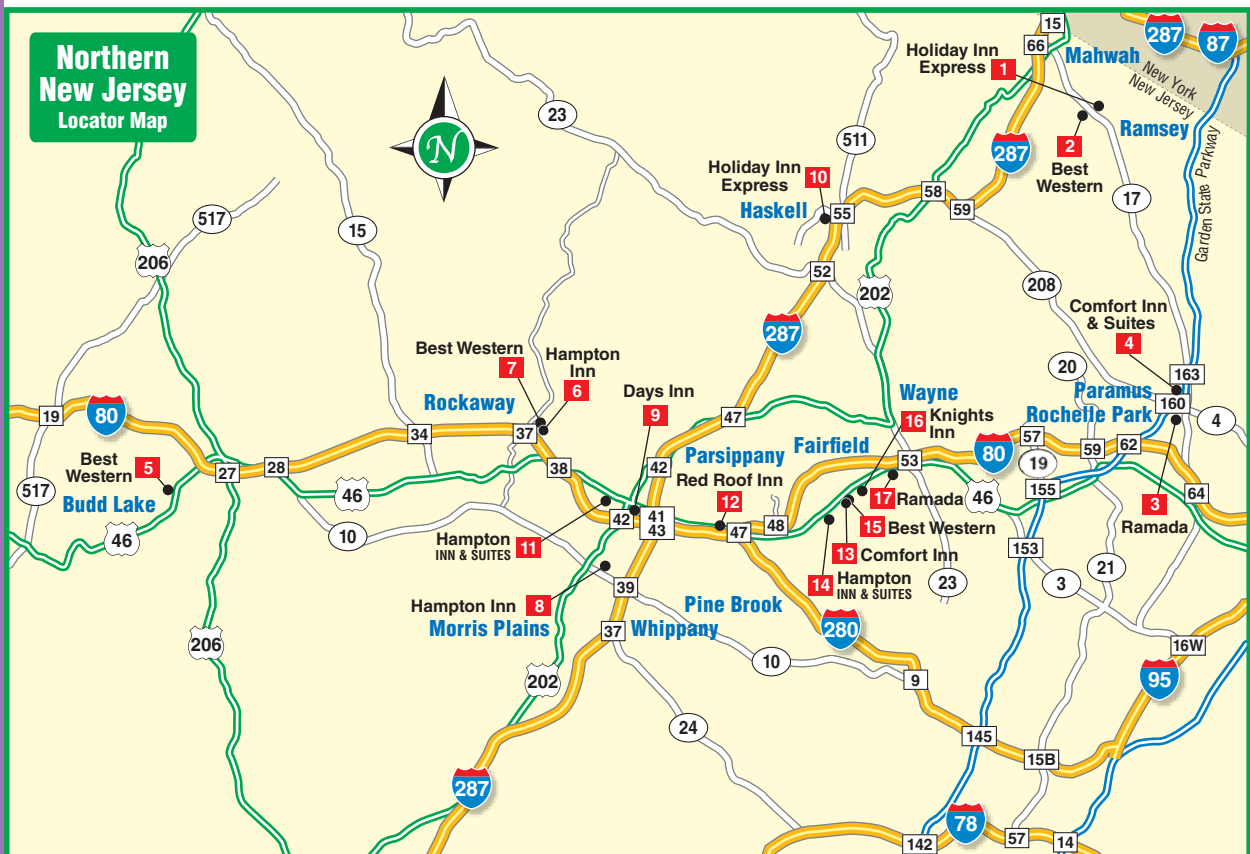 Northern
New Jersey
Locator Map
N
15
66
Mahwah
287
87
New York
New Jersey
Holiday Inn
Express
1
Ramsey
2
Best
Western
287
Garden State Parkway
23
511
17
Holiday Inn
Express
10
Haskell
55
58
59
517
15
206
52
202
208
287
Comfort Inn
& Suites
4
163
20
Paramus
160
4
Rochelle Park
Best Western
7
Hampton
Inn
6
Rockaway
Days Inn
9
47
Wayne
16
Knights
Inn
19
80
34
37
57
59
62
80
19
53
Fairfield
Parsippany
Red Roof Inn
12
42
38
28
27
Best
Western
5
Budd Lake
517
46
46
10
155
46
64
3
Ramada
17
Ramada
15
Best Western
13
Comfort Inn
14
Hampton
INN & SUITES
48
47
41
43
42
Hampton
INN & SUITES
11
153
23
3
21
Hampton Inn
8
Morris Plains
39
37
Whippany
Pine Brook
280
206
202
10
9
16W
95
24
145
15B
287
78
142
57
14